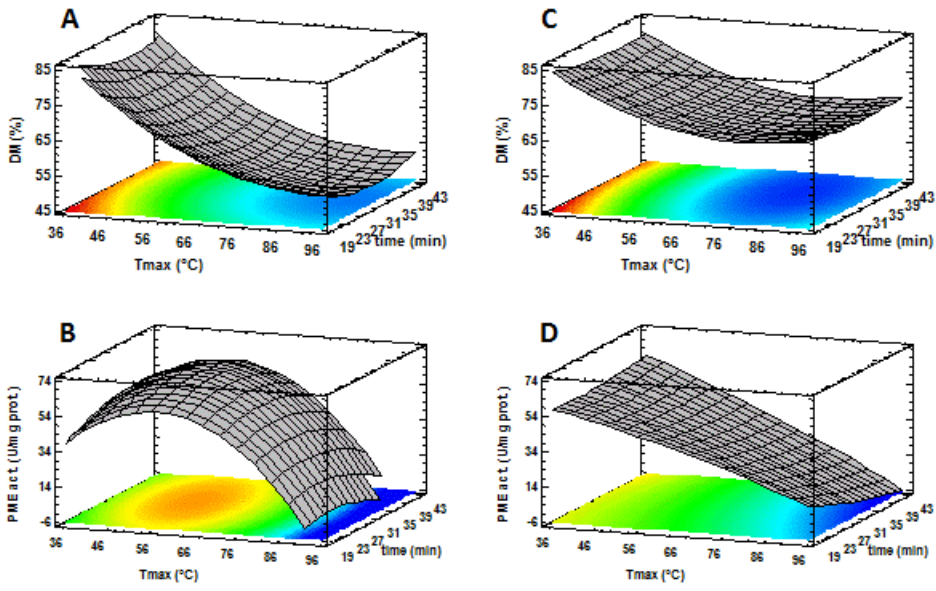 A
DM (%)
85
75
65
55
45
36 46 56 66 76 86 96
Tmax (°C)
19 23 27 31 35 39 43
time (min)
C
DM (%)
85
75
65
55
45
36 46 56 66 76 86 96
Tmax (°C)
19 23 27 31 35 39 43
time (min)
B
PME act (U/mg prot.)
74
54
34
14
-6
36 46 56 66 76 86 96
Tmax (°C)
19 23 27 31 35 39 43
time (min)
D
PME act (U/mg prot.)
74
54
34
14
-6
36 46 56 66 76 86 96
Tmax (°C)
19 23 27 31 35 39 43
time (min)